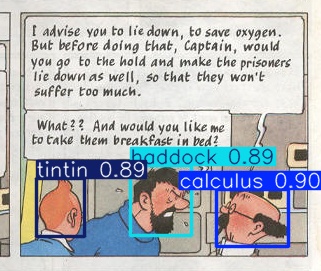 I advise you to lie down, to save oxygen.
But before doing that, Captain, would
you go to the hold and make the prisoners
lie down as well, so that they won't
suffer too much.
What?? And would you like me
to take them breakfast in bed?
haddock 0.89
tintin 0.89
calculus 0.90